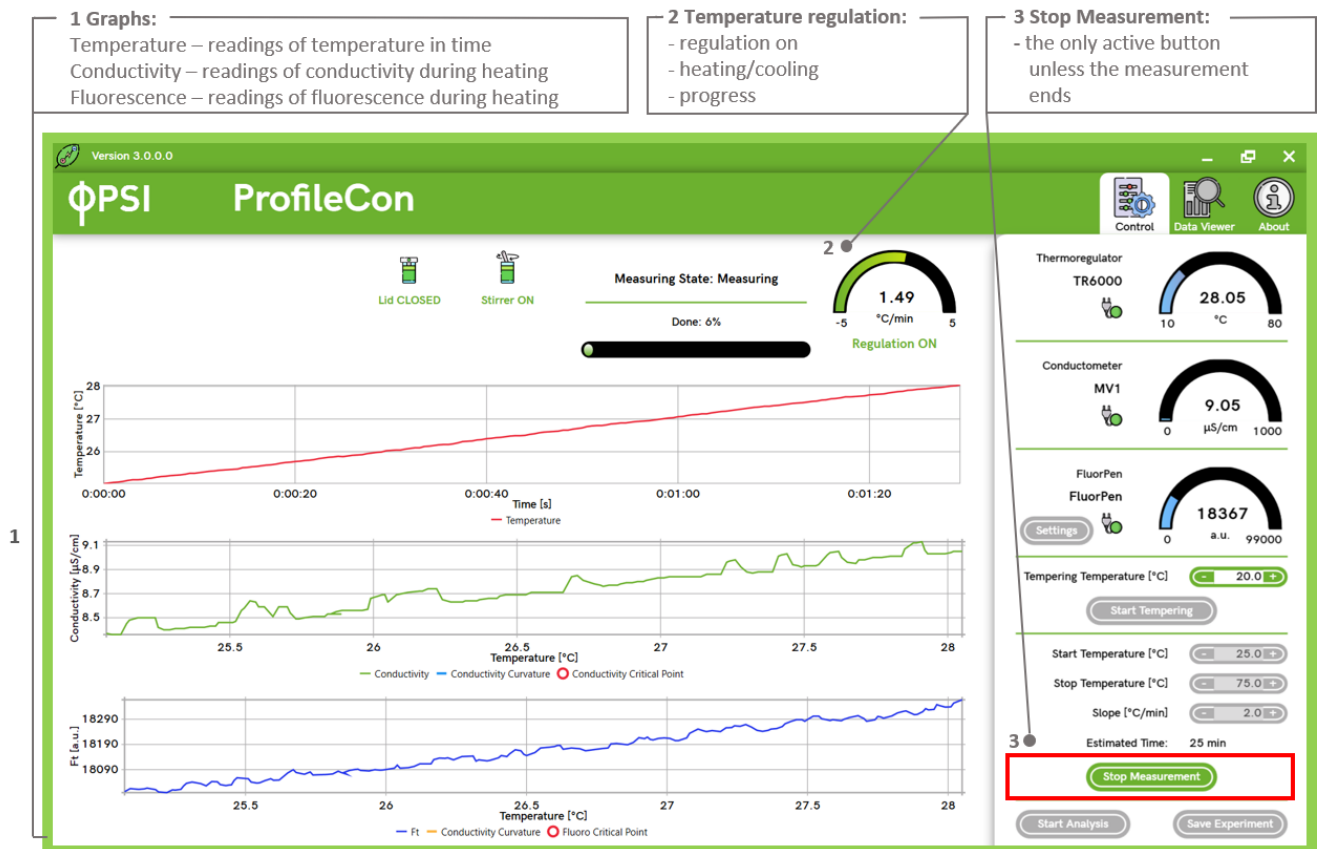 1 Graphs:
Temperature – readings of temperature in time
Conductivity – readings of conductivity during heating
Fluorescence – readings of fluorescence during heating
2 Temperature regulation:
- regulation on
- heating/cooling
- progress
3 Stop Measurement:
- the only active button
unless the measurement
ends
Version 3.0.0.0
ΦPSI ProfileCon
Control
Data Viewer
About
2
Lid CLOSED
Stirrer ON
Measuring State: Measuring
Done: 6%
1.49
°C/min
-5
5
Regulation ON
Temperature [°C]
28
27
26
0:00:00
0:00:20
0:00:40
0:01:00
0:01:20
Time [s]
Temperature
1
Conductivity [µS/cm]
9.1
8.9
8.7
8.5
25.5
26
26.5
27
27.5
28
Temperature [°C]
Conductivity
Conductivity Curvature
Conductivity Critical Point
Ft [a.u.]
18290
18190
18090
25.5
26
26.5
27
27.5
28
Temperature [°C]
Ft
Conductivity Curvature
Fluoro Critical Point
Thermoregulator
TR6000
28.05
°C
10
80
Conductometer
MV1
9.05
µS/cm
0
1000
FluorPen
FluorPen
Settings
18367
a.u.
0
99000
Tempering Temperature [°C] - 20.0 +
Start Tempering
Start Temperature [°C] - 25.0 +
Stop Temperature [°C] - 75.0 +
Slope [°C/min] - 2.0 +
3
Estimated Time: 25 min
Stop Measurement
Start Analysis
Save Experiment